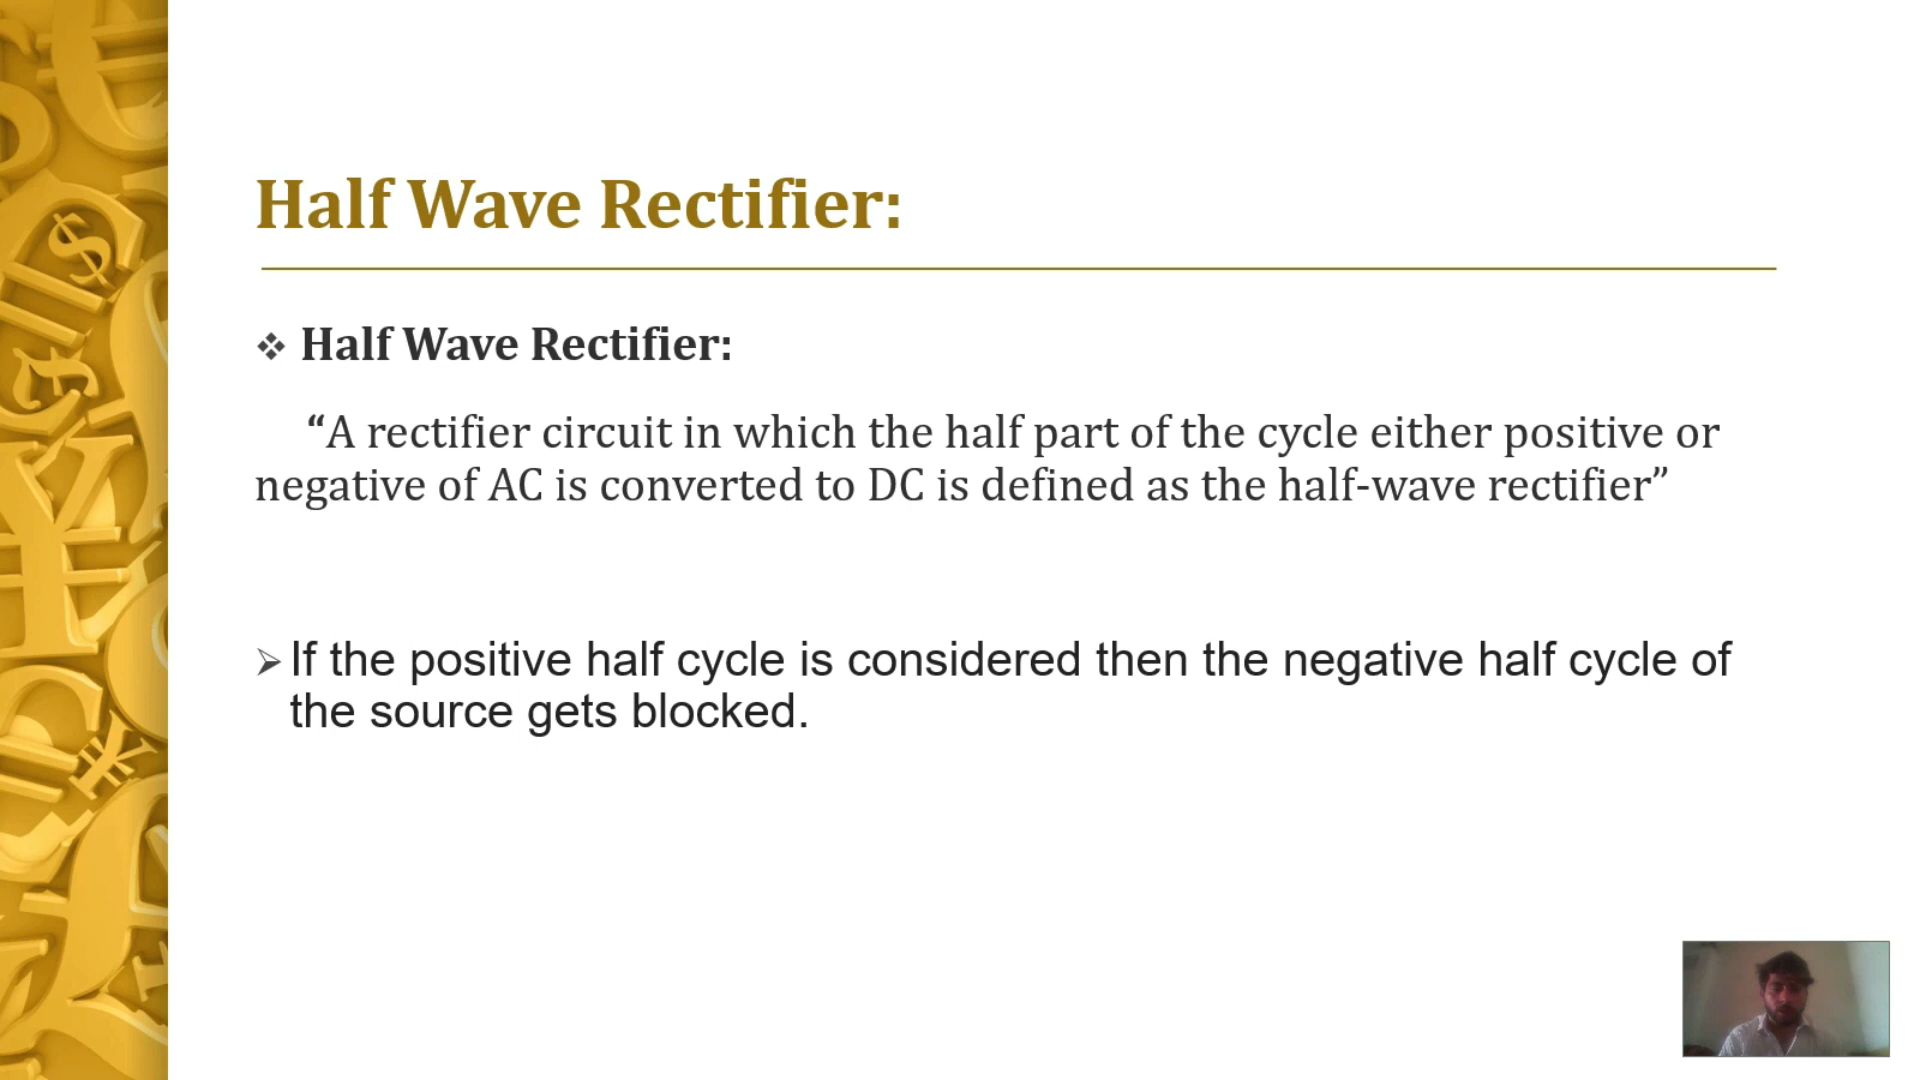 Half Wave Rectifier:
❖ Half Wave Rectifier:
“A rectifier circuit in which the half part of the cycle either positive or
negative of AC is converted to DC is defined as the half-wave rectifier”
➢ If the positive half cycle is considered then the negative half cycle of
the source gets blocked.